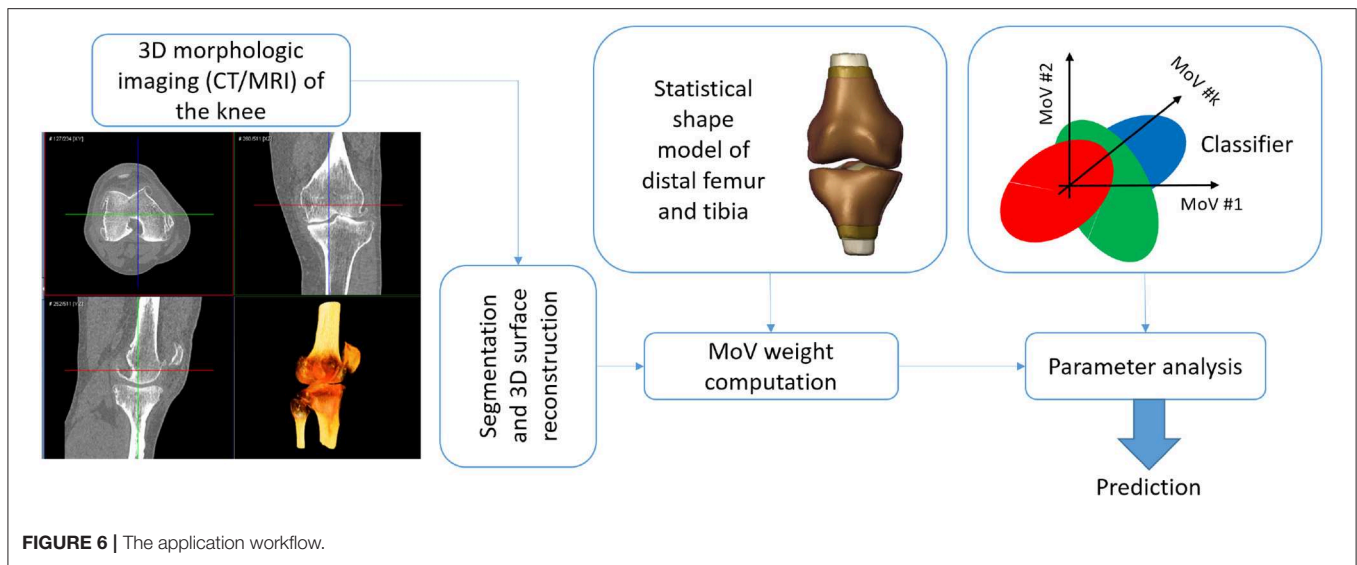 3D morphologic
imaging (CT/MRI) of
the knee
Segmentation
and 3D surface
reconstruction
Statistical
shape
model of
distal femur
and tibia
MoV weight
computation
MoV #2
MoV #k
Classifier
MoV #1
Parameter analysis
Prediction
FIGURE 6 | The application workflow.